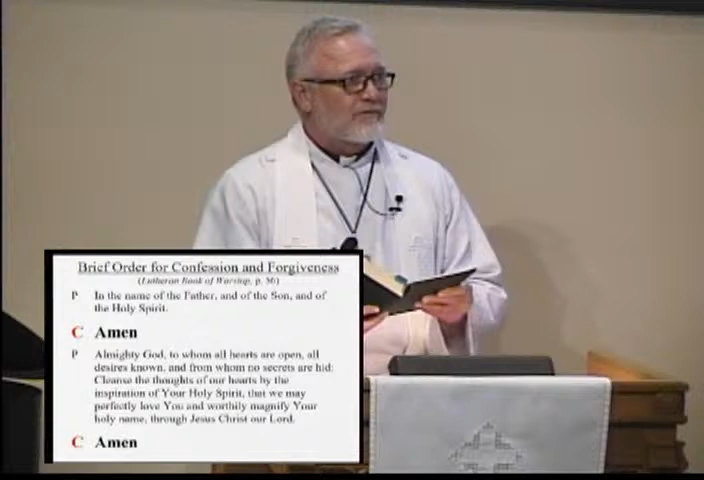 Brief Order for Confession and Forgiveness
(Lutheran Book of Worship, p. 56)
P In the name of the Father, and of the Son, and of
the Holy Spirit.
C Amen
P Almighty God, to whom all hearts are open, all
desires known, and from whom no secrets are hid:
Cleanse the thoughts of our hearts by the
inspiration of Your Holy Spirit, that we may
perfectly love You and worthily magnify Your
holy name, through Jesus Christ our Lord.
C Amen